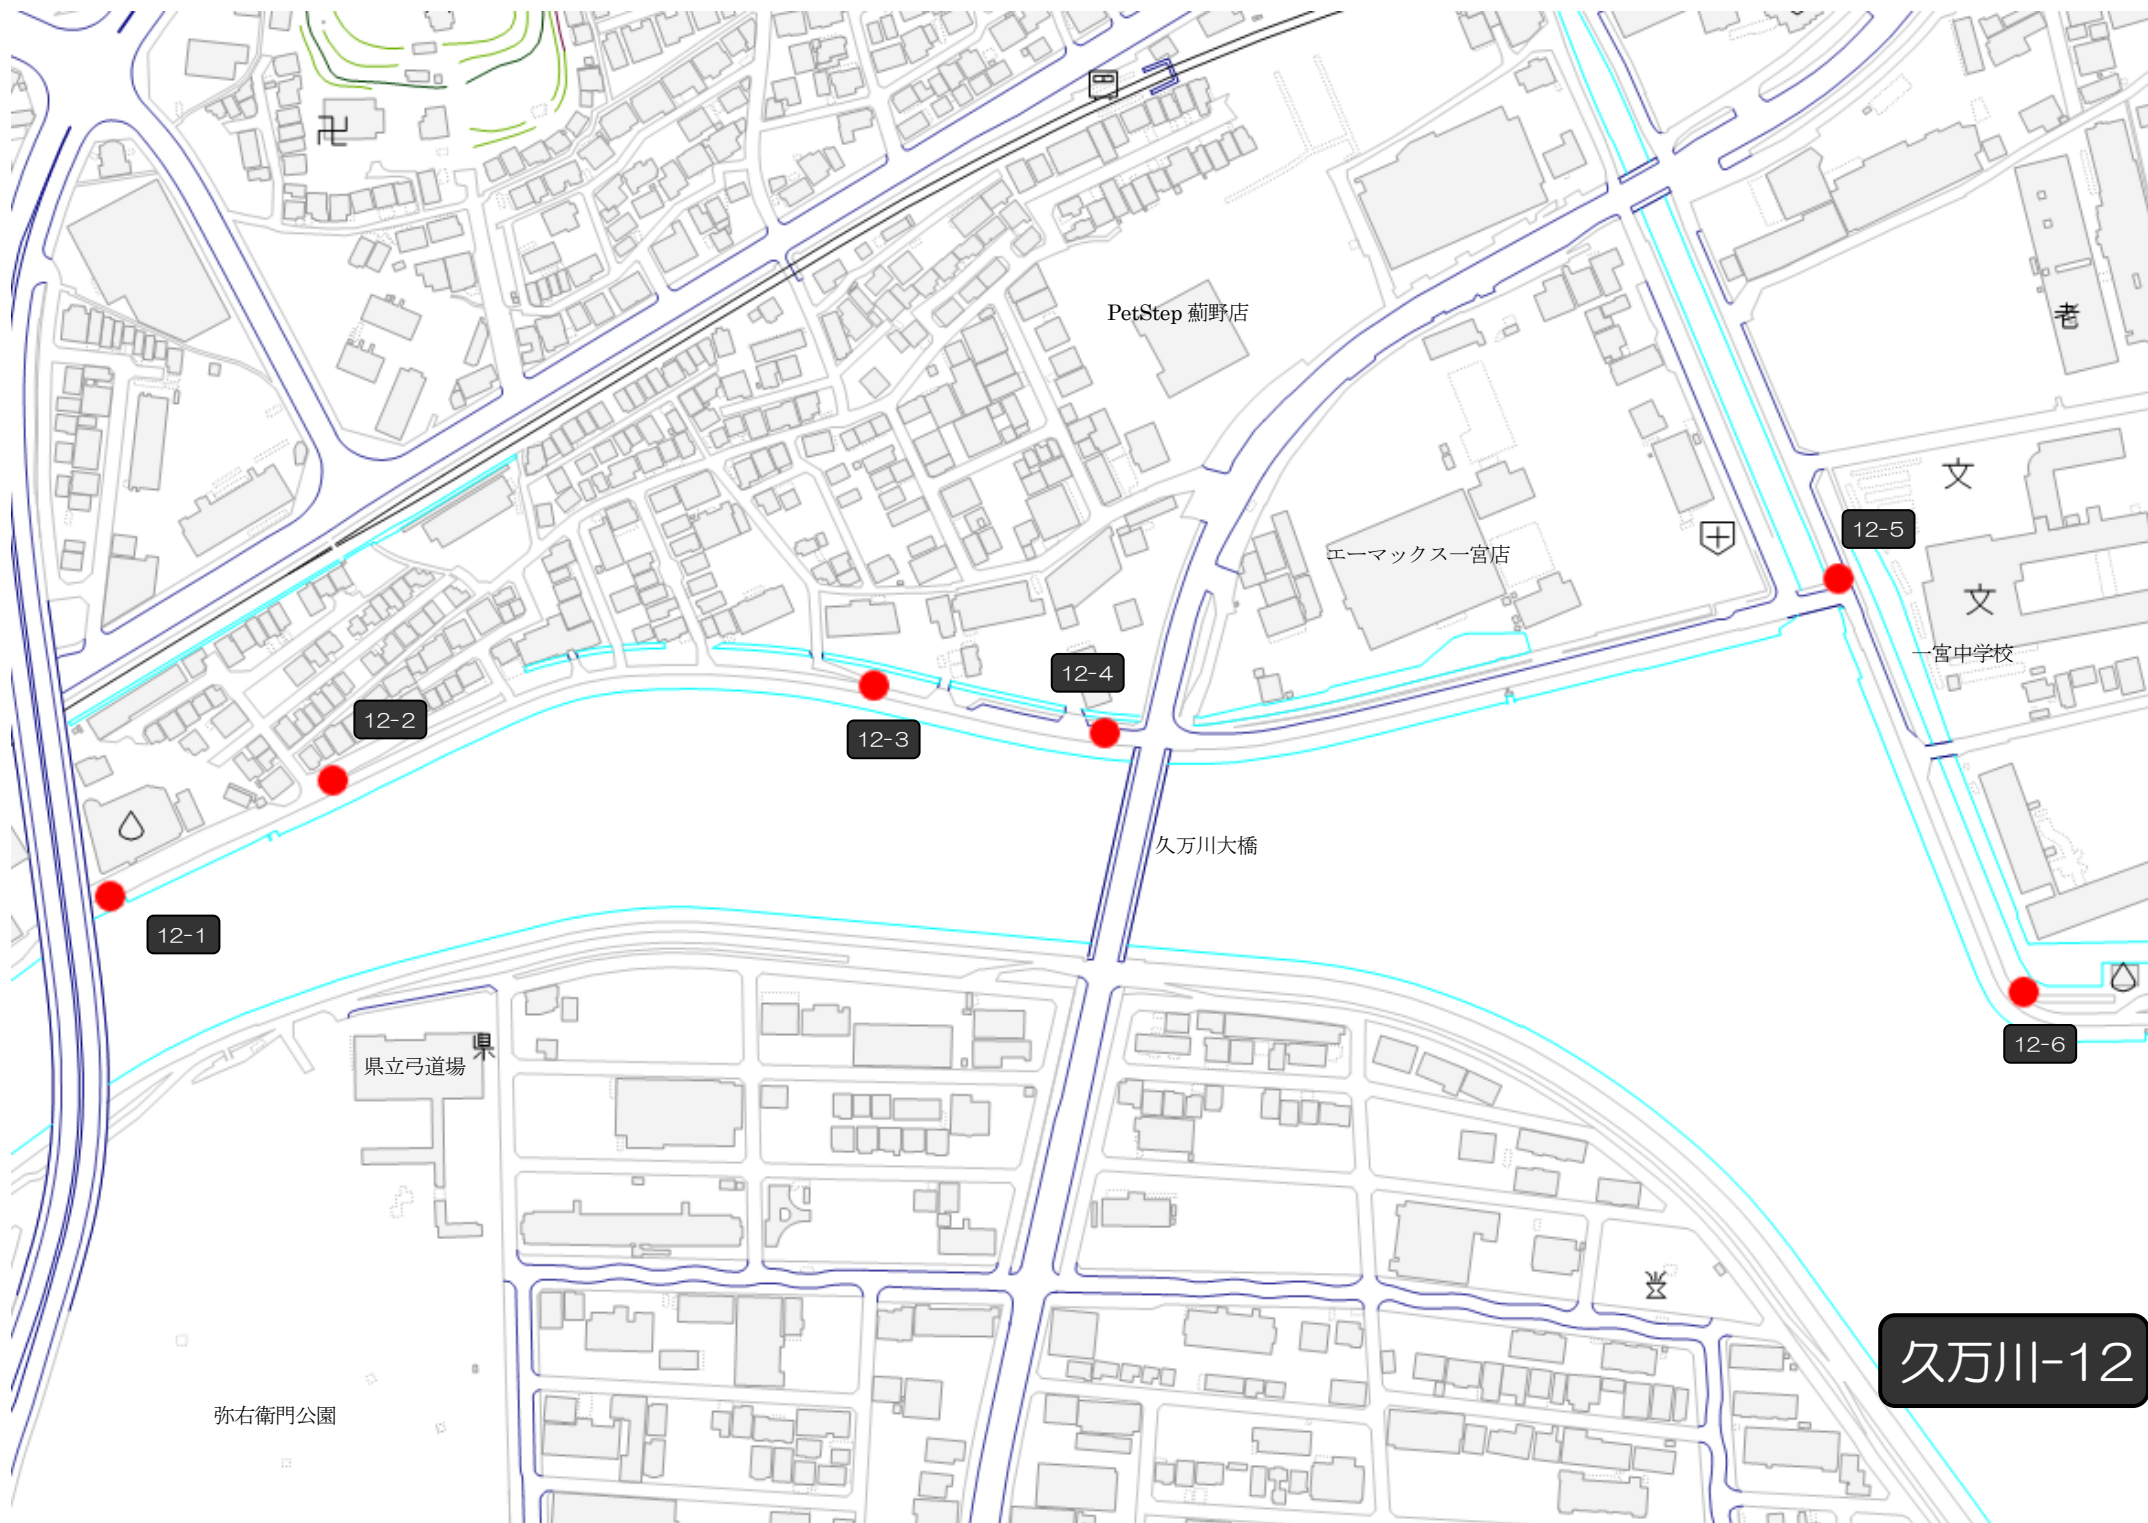 卍
PetStep 薊野店
老
文
12-5
エーマックス一宮店
文
一宮中学校
12-4
12-2
12-3
久万川大橋
12-1
12-6
県
県立弓道場
久万川-12
弥右衛門公園